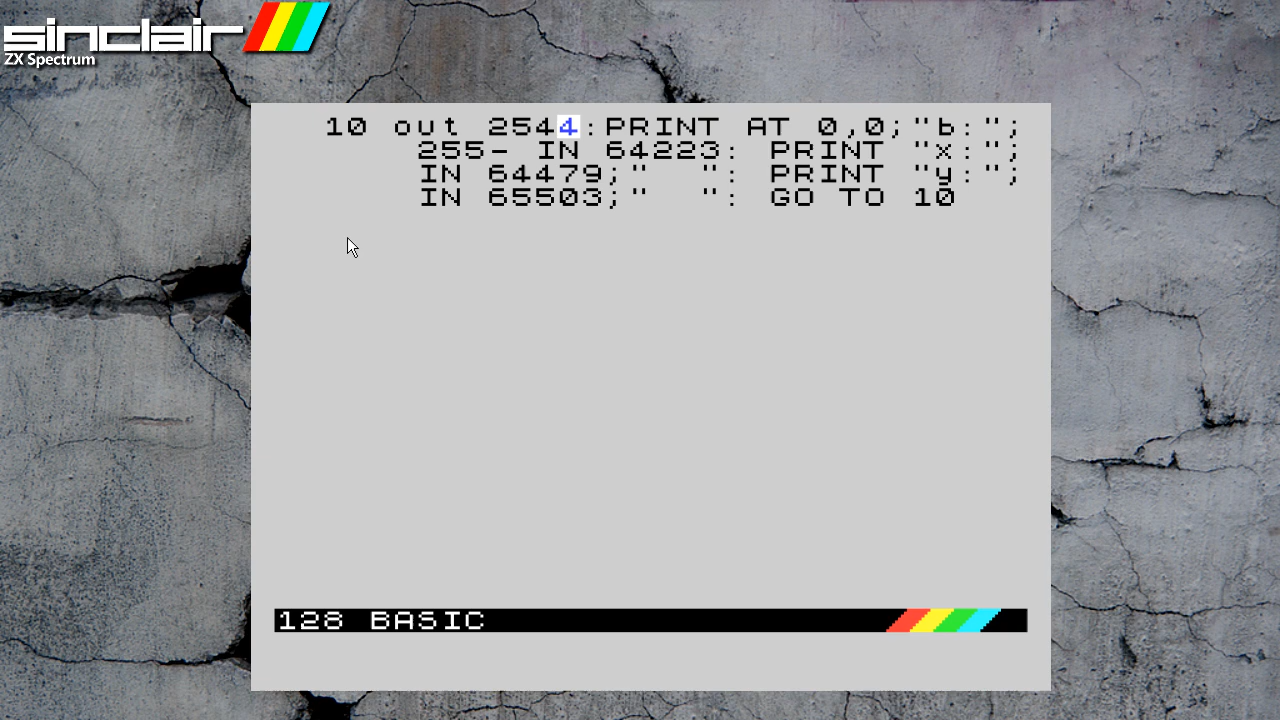 sinclair
ZX Spectrum
10 out 2544:PRINT AT 0,0;"b:";
255- IN 64223: PRINT "x:";
IN 64479;"  ": PRINT "y:";
IN 65503;"  ": GO TO 10
128 BASIC